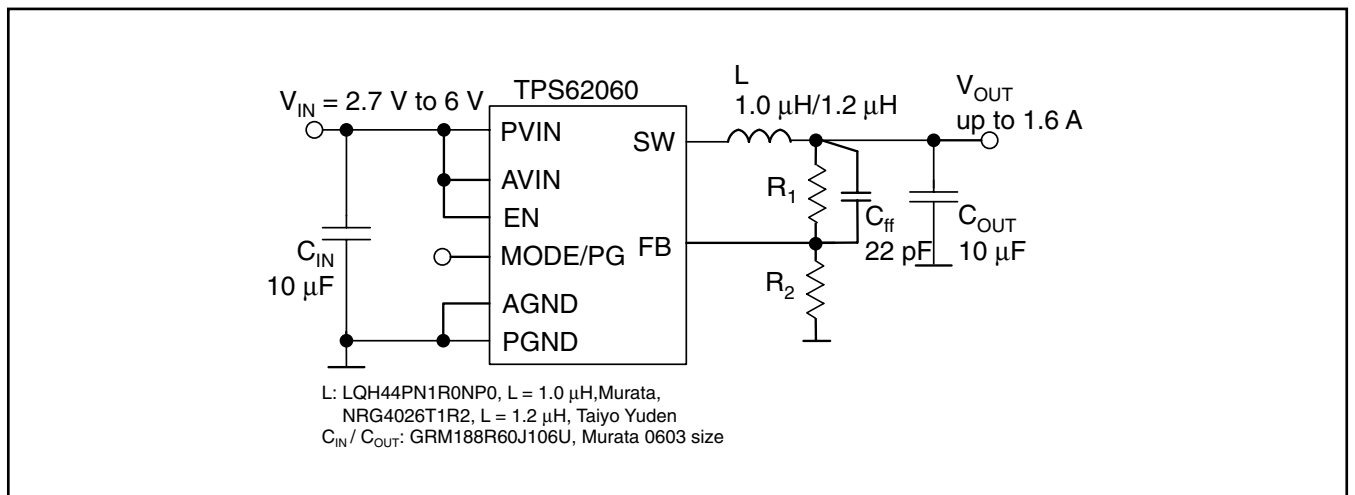 TPS62060
V_IN = 2.7 V to 6 V
L
1.0 μH/1.2 μH
V_OUT
up to 1.6 A
PVIN
SW
AVIN
EN
R_1
C_ff
22 pF
C_OUT
10 μF
C_IN
10 μF
MODE/PG
FB
R_2
AGND
PGND
L: LQH44PN1R0NP0, L = 1.0 μH,Murata,
NRG4026T1R2, L = 1.2 μH, Taiyo Yuden
C_IN / C_OUT: GRM188R60J106U, Murata 0603 size